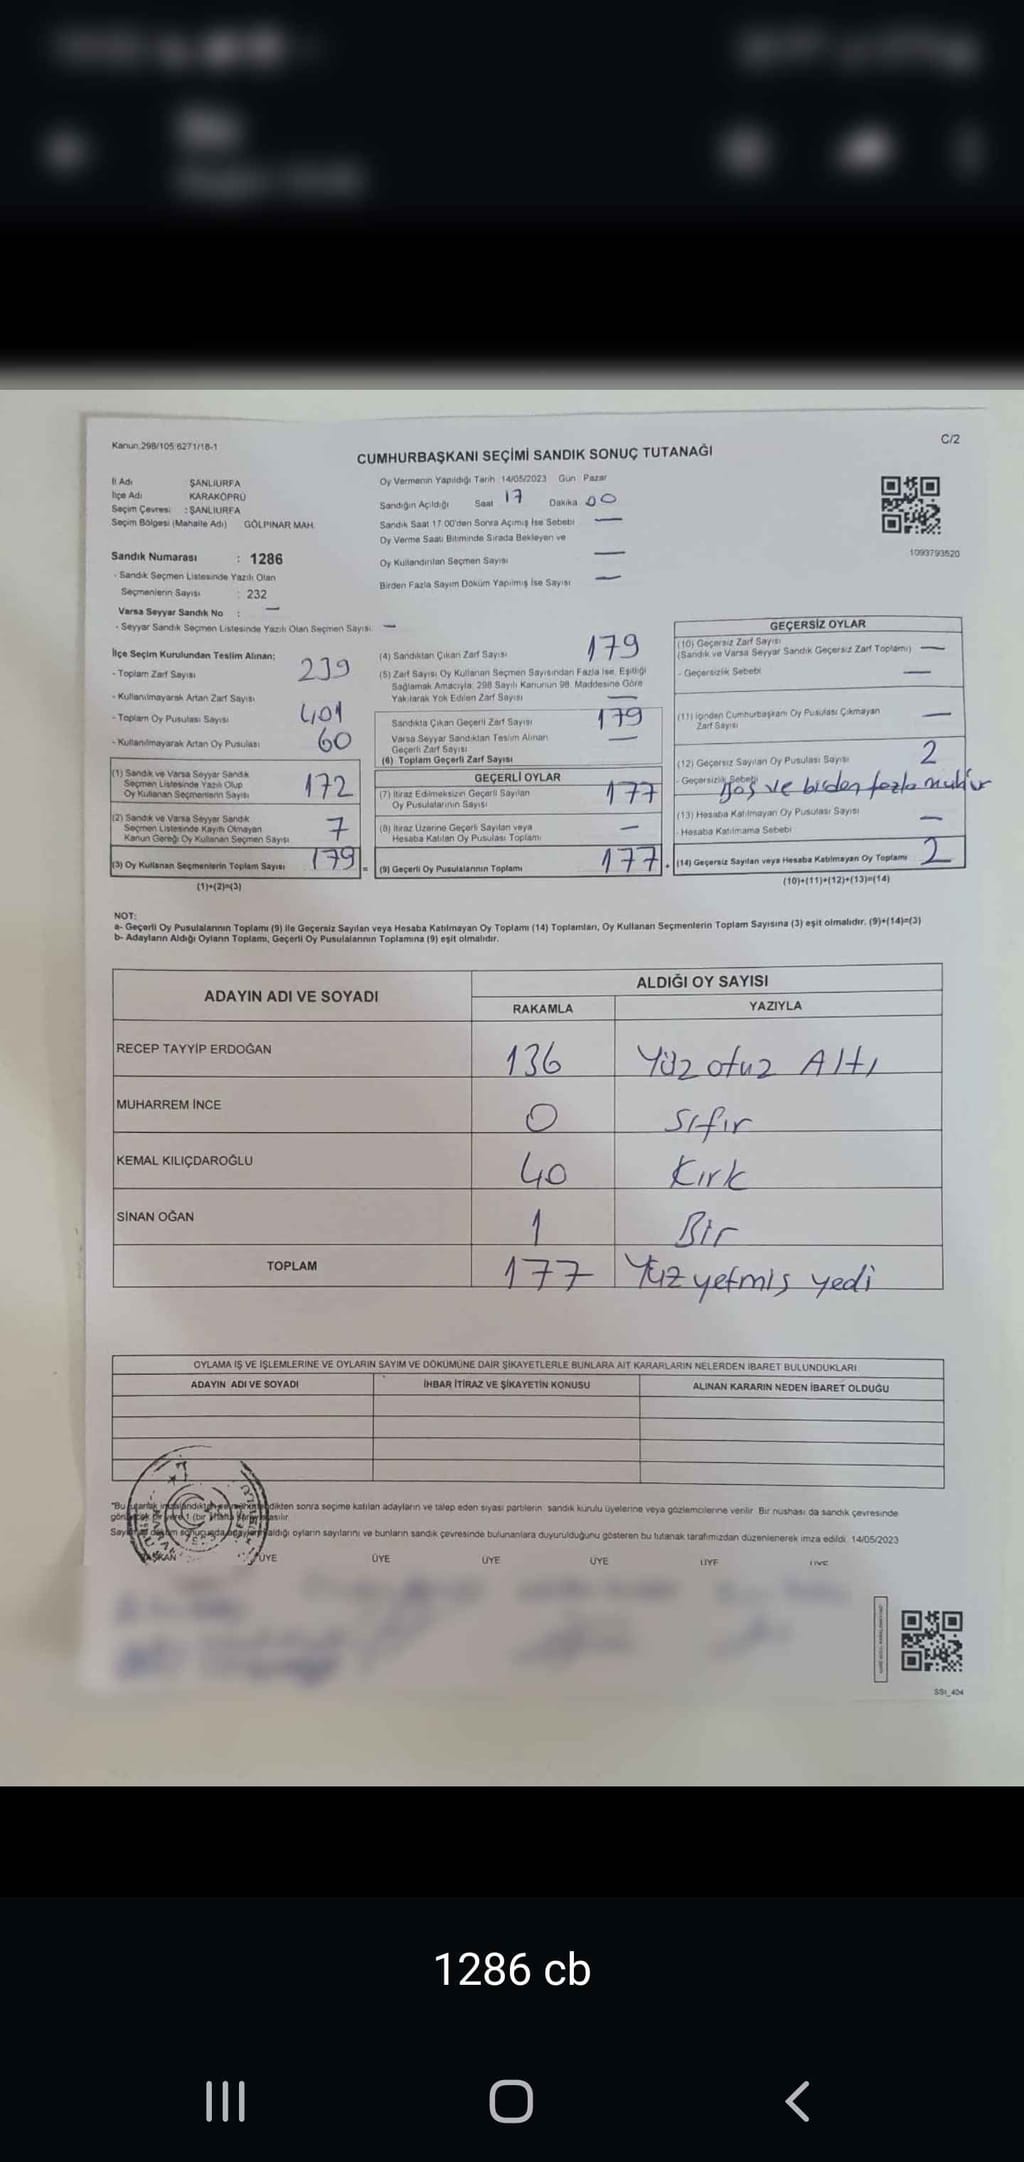 Kanun:298/105 6271/18-1
C/2
CUMHURBAŞKANI SEÇİMİ SANDIK SONUÇ TUTANAĞI
İl Adı ŞANLIURFA
İlçe Adı KARAKÖPRÜ
Seçim Çevresi : ŞANLIURFA
Seçim Bölgesi (Mahalle Adı) GÖLPINAR MAH.
Oy Vermenin Yapıldığı Tarih 14/05/2023 Gün Pazar
Sandığın Açıldığı Saat 17 Dakika 00
Sandık Saat 17:00'den Sonra Açımış İse Sebebi —
Oy Verme Saati Bitiminde Sırada Bekleyen ve
Oy Kullandırılan Seçmen Sayısı —
Birden Fazla Sayım Döküm Yapılmış İse Sayısı —
1093793520
Sandık Numarası : 1286
- Sandık Seçmen Listesinde Yazılı Olan
Seçmenlerin Sayısı : 232
Varsa Seyyar Sandık No : —
- Seyyar Sandık Seçmen Listesinde Yazılı Olan Seçmen Sayısı: —
İlçe Seçim Kurulundan Teslim Alınan;
- Toplam Zarf Sayısı 239
- Kullanılmayarak Artan Zarf Sayısı
- Toplam Oy Pusulası Sayısı 401
- Kullanılmayarak Artan Oy Pusulası 60
(1) Sandık ve Varsa Seyyar Sandık
Seçmen Listesinde Yazılı Olup
Oy Kullanan Seçmenlerin Sayısı 172
(2) Sandık ve Varsa Seyyar Sandık
Seçmen Listesinde Kayıtlı Olmayan
Kanun Gereği Oy Kullanan Seçmen Sayısı 7
(3) Oy Kullanan Seçmenlerin Toplam Sayısı 179 =
(1)+(2)=(3)
(4) Sandıktan Çıkan Zarf Sayısı 179
(5) Zarf Sayısı Oy Kullanan Seçmen Sayısından Fazla İse, Eşitliği
Sağlamak Amacıyla; 298 Sayılı Kanunun 98. Maddesine Göre
Yakılarak Yok Edilen Zarf Sayısı —
Sandıkta Çıkan Geçerli Zarf Sayısı 179
Varsa Seyyar Sandıktan Teslim Alınan
Geçerli Zarf Sayısı —
(6) Toplam Geçerli Zarf Sayısı
GEÇERLİ OYLAR
(7) İtiraz Edilmeksizin Geçerli Sayılan
Oy Pusulalarının Sayısı 177
(8) İtiraz Üzerine Geçerli Sayılan veya
Hesaba Katılan Oy Pusulası Toplamı —
(9) Geçerli Oy Pusulalarının Toplamı 177
GEÇERSİZ OYLAR
(10) Geçersiz Zarf Sayısı
(Sandık ve Varsa Seyyar Sandık Geçersiz Zarf Toplamı) —
- Geçersizlik Sebebi —
(11) İçinden Cumhurbaşkanı Oy Pusulası Çıkmayan
Zarf Sayısı —
(12) Geçersiz Sayılan Oy Pusulası Sayısı 2
- Geçersizlik Sebebi Boş ve birden fazla mühür
(13) Hesaba Katılmayan Oy Pusulası Sayısı —
- Hesaba Katılmama Sebebi
(14) Geçersiz Sayılan veya Hesaba Katılmayan Oy Toplamı 2
(10)+(11)+(12)+(13)=(14)
NOT:
a- Geçerli Oy Pusulalarının Toplamı (9) ile Geçersiz Sayılan veya Hesaba Katılmayan Oy Toplamı (14) Toplamları, Oy Kullanan Seçmenlerin Toplam Sayısına (3) eşit olmalıdır. (9)+(14)=(3)
b- Adayların Aldığı Oyların Toplamı, Geçerli Oy Pusulalarının Toplamına (9) eşit olmalıdır.
ADAYIN ADI VE SOYADI ALDIĞI OY SAYISI
RAKAMLA YAZIYLA
RECEP TAYYİP ERDOĞAN 136 Yüz otuz Altı
MUHARREM İNCE 0 Sıfır
KEMAL KILIÇDAROĞLU 40 Kırk
SİNAN OĞAN 1 Bir
TOPLAM 177 Yüz yetmiş yedi
OYLAMA İŞ VE İŞLEMLERİNE VE OYLARIN SAYIM VE DÖKÜMÜNE DAİR ŞİKAYETLERLE BUNLARA AİT KARARLARIN NELERDEN İBARET BULUNDUKLARI
ADAYIN ADI VE SOYADI İHBAR İTİRAZ VE ŞİKAYETİN KONUSU ALINAN KARARIN NEDEN İBARET OLDUĞU
"Bu dikten sonra seçime katılan adayların ve talep eden siyasi partilerin sandık kurulu üyelerine veya gözlemcilerine verilir. Bir nushası da sandık çevresinde
aldığı oyların sayılarını ve bunların sandık çevresinde bulunanlara duyurulduğunu gösteren bu tutanak tarafımızdan düzenlenerek imza edildi. 14/05/2023
BAŞKAN ÜYE ÜYE ÜYE ÜYE ÜYE ÜYE
SSt_404
1286 cb